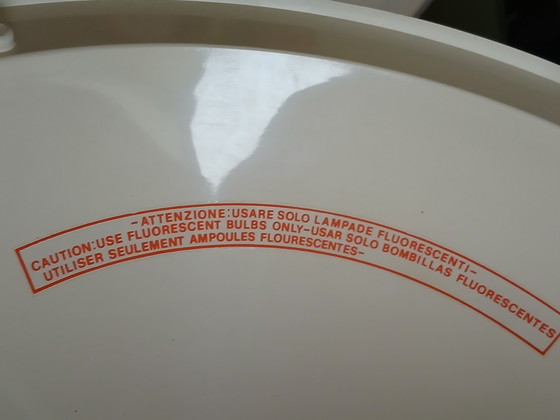 -ATTENZIONE:USARE SOLO LAMPADE FLUORESCENTI-
CAUTION:USE FLUORESCENT BULBS ONLY-USAR SOLO BOMBILLAS FLUORESCENTES
UTILISER SEULEMENT AMPOULES FLOURESCENTES-